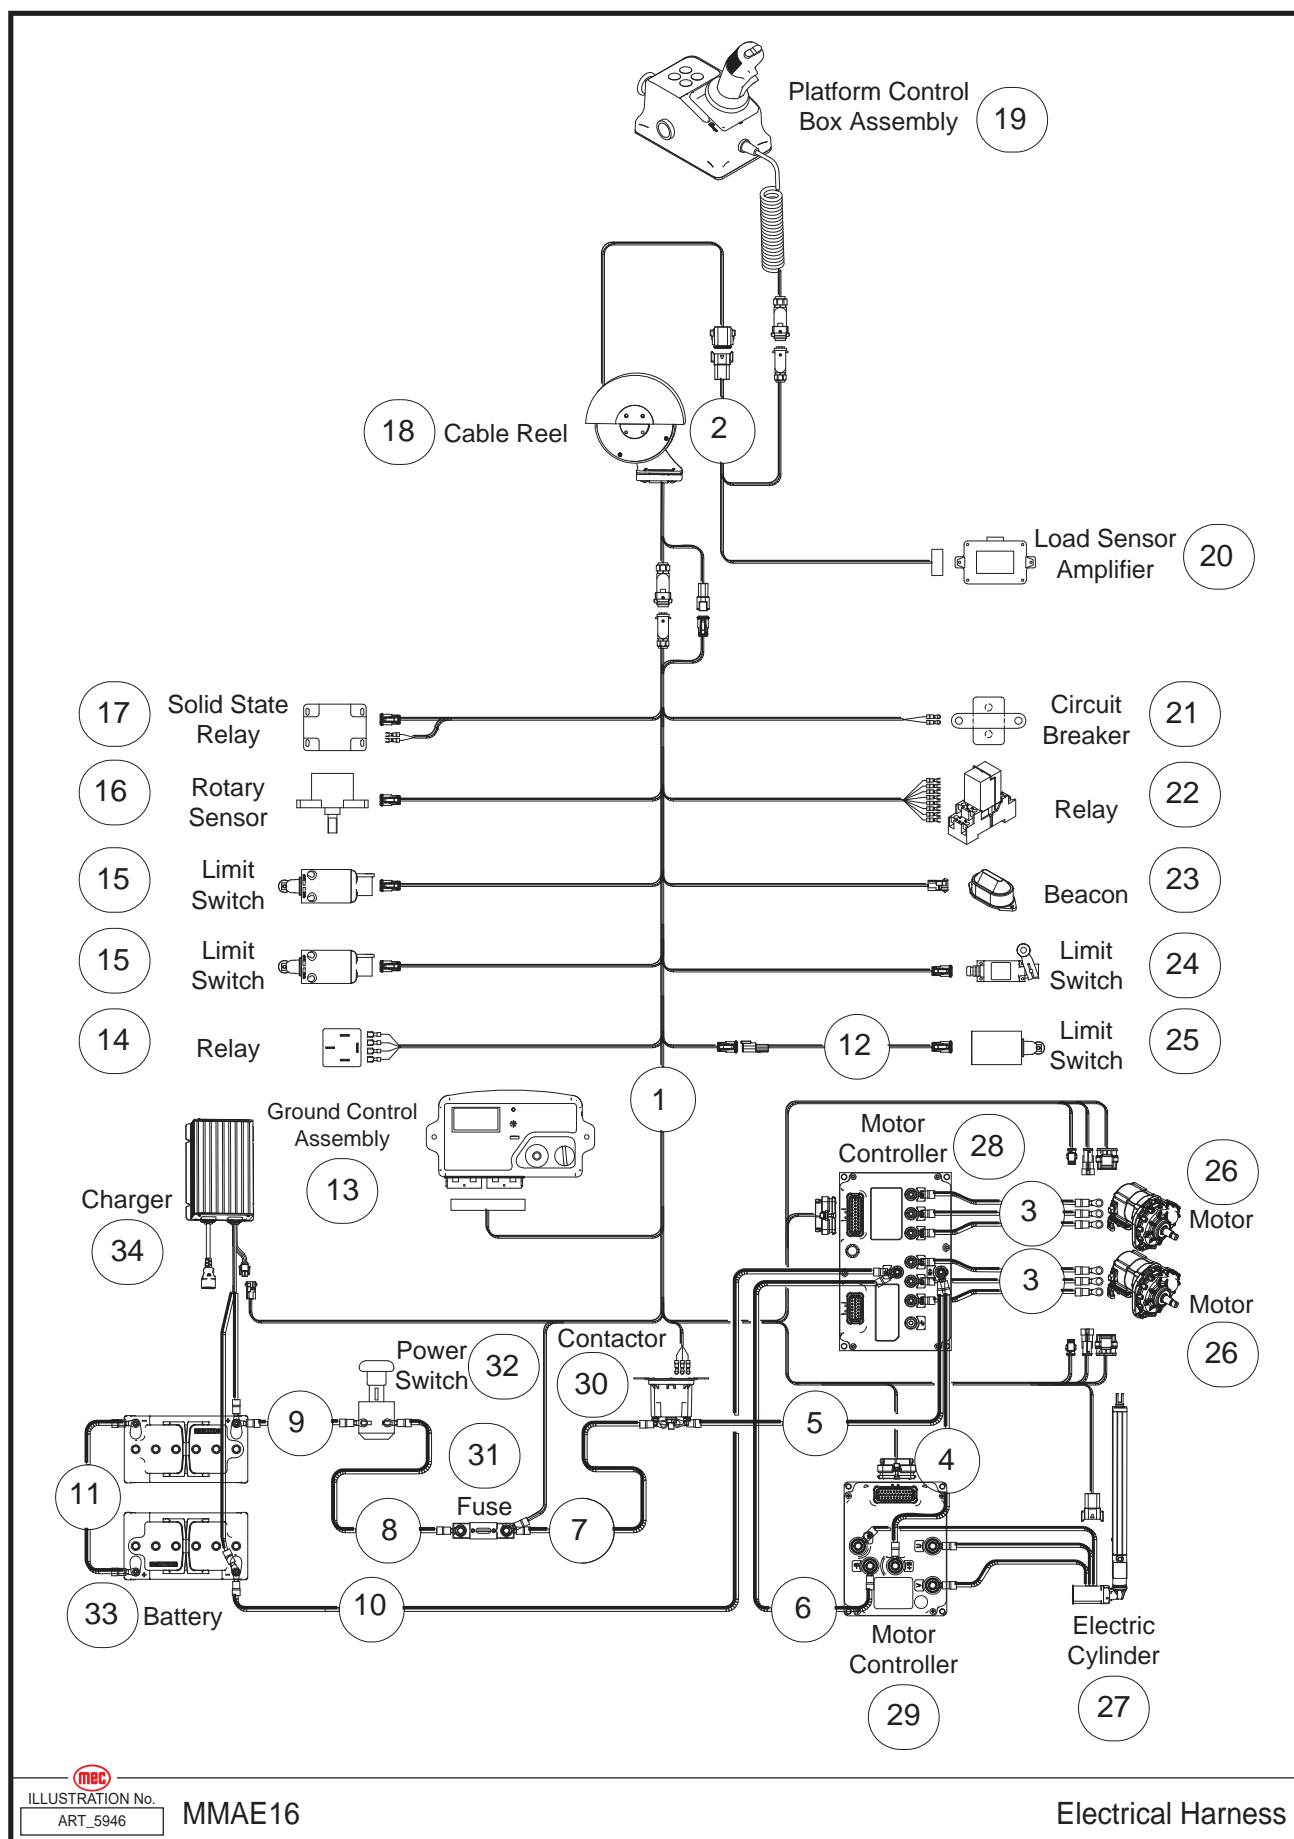 Platform Control
Box Assembly
19
18
Cable Reel
2
Load Sensor
Amplifier
20
17
Solid State
Relay
Circuit
Breaker
21
16
Rotary
Sensor
Relay
22
15
Limit
Switch
Beacon
23
15
Limit
Switch
Limit
Switch
24
14
Relay
12
Limit
Switch
25
1
Ground Control
Assembly
13
Motor
Controller
28
Charger
34
3
26
Motor
3
Motor
26
Power
Switch
32
Contactor
30
9
5
31
4
11
Fuse
8
7
33
Battery
10
6
Motor
Controller
29
Electric
Cylinder
27
mec
ILLUSTRATION No.
ART_5946
MMAE16
Electrical Harness